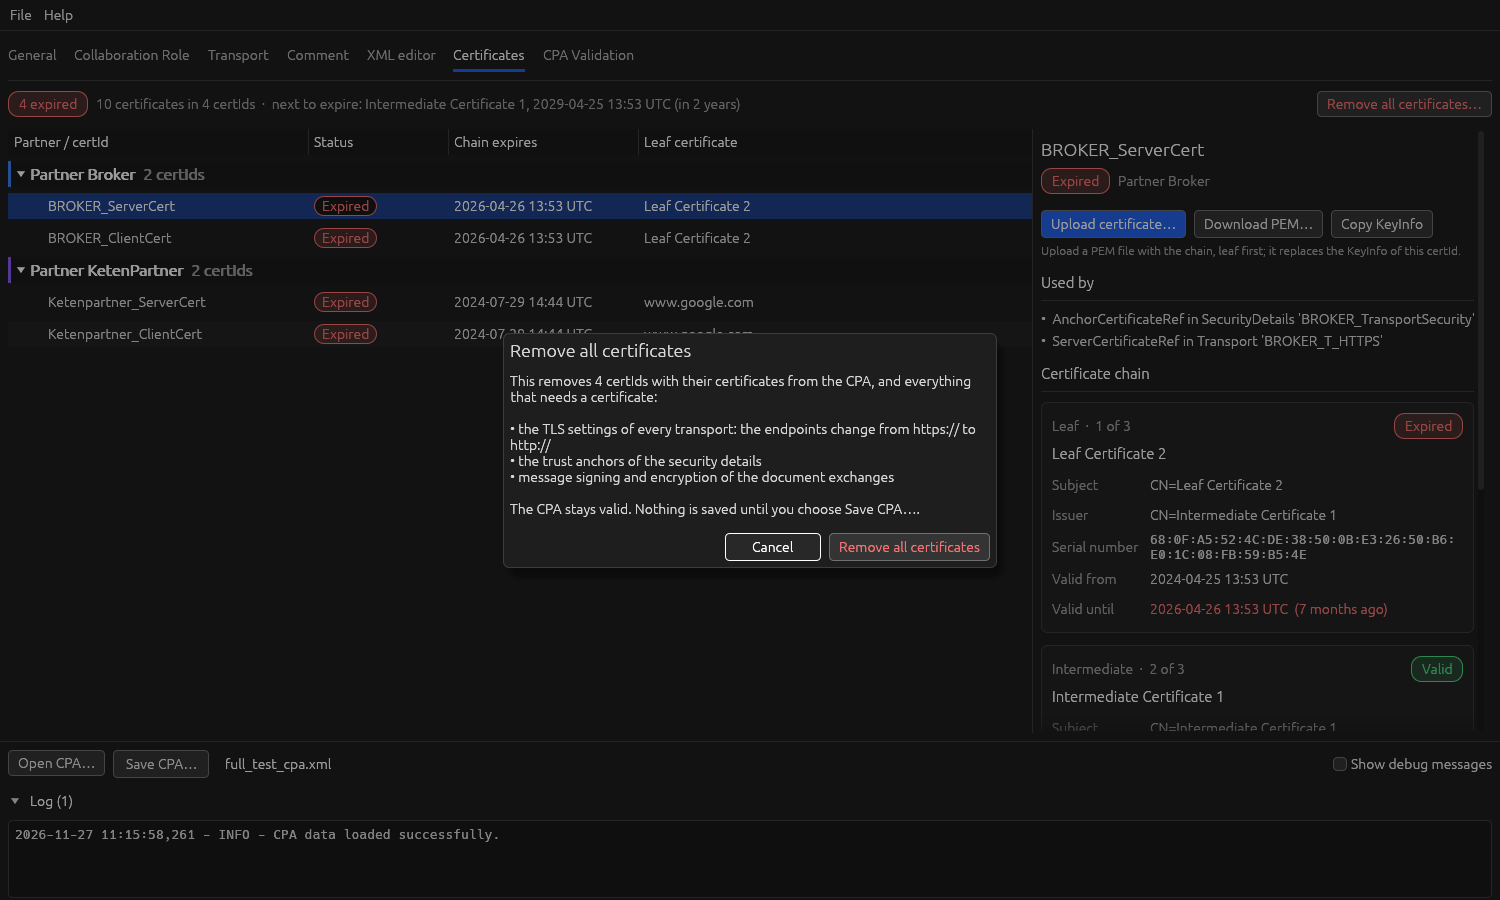 File Help
General Collaboration Role Transport Comment XML editor Certificates CPA Validation
4 expired 10 certificates in 4 certIds · next to expire: Intermediate Certificate 1, 2029-04-25 13:53 UTC (in 2 years) Remove all certificates...
Partner / certId Status Chain expires Leaf certificate
Partner Broker 2 certIds
BROKER_ServerCert Expired 2026-04-26 13:53 UTC Leaf Certificate 2
BROKER_ClientCert Expired 2026-04-26 13:53 UTC Leaf Certificate 2
Partner KetenPartner 2 certIds
Ketenpartner_ServerCert Expired 2024-07-29 14:44 UTC www.google.com
Ketenpartner_ClientCert Expired 2024-07-29 14:44 UTC www.google.com
Remove all certificates
This removes 4 certIds with their certificates from the CPA, and everything
that needs a certificate:
• the TLS settings of every transport: the endpoints change from https:// to
http://
• the trust anchors of the security details
• message signing and encryption of the document exchanges
The CPA stays valid. Nothing is saved until you choose Save CPA….
Cancel Remove all certificates
BROKER_ServerCert
Expired Partner Broker
Upload certificate... Download PEM... Copy KeyInfo
Upload a PEM file with the chain, leaf first; it replaces the KeyInfo of this certId.
Used by
• AnchorCertificateRef in SecurityDetails 'BROKER_TransportSecurity'
• ServerCertificateRef in Transport 'BROKER_T_HTTPS'
Certificate chain
Leaf · 1 of 3 Expired
Leaf Certificate 2
Subject CN=Leaf Certificate 2
Issuer CN=Intermediate Certificate 1
Serial number 68:0F:A5:52:4C:DE:38:50:0B:E3:26:50:B6:
E0:1C:08:FB:59:B5:4E
Valid from 2024-04-25 13:53 UTC
Valid until 2026-04-26 13:53 UTC (7 months ago)
Intermediate · 2 of 3 Valid
Intermediate Certificate 1
Subject CN=Intermediate Certificate 1
Open CPA... Save CPA... full_test_cpa.xml Show debug messages
Log (1)
2026-11-27 11:15:58,261 - INFO - CPA data loaded successfully.